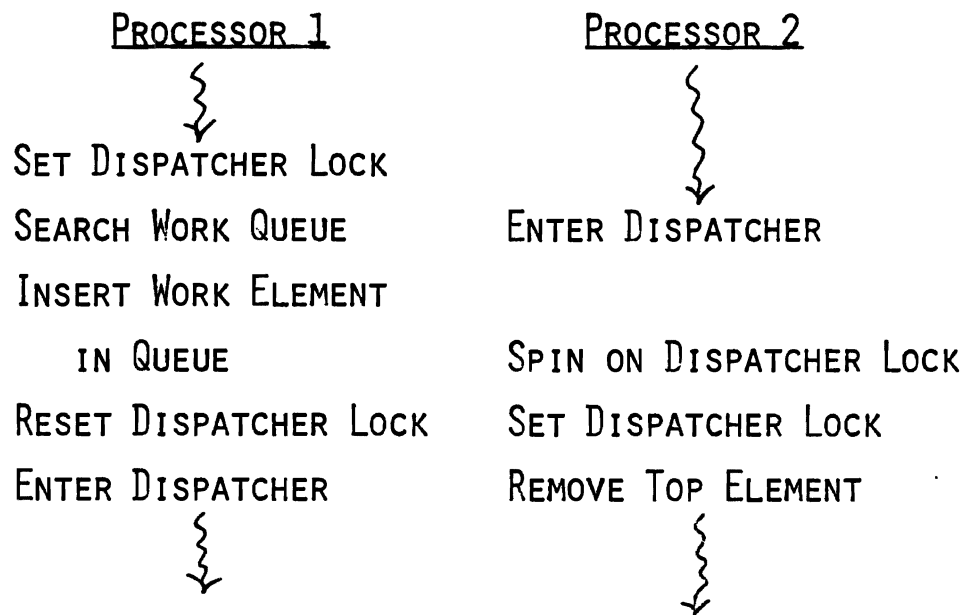 PROCESSOR 1
SET DISPATCHER LOCK
SEARCH WORK QUEUE
INSERT WORK ELEMENT
IN QUEUE
RESET DISPATCHER LOCK
ENTER DISPATCHER
PROCESSOR 2
ENTER DISPATCHER
SPIN ON DISPATCHER LOCK
SET DISPATCHER LOCK
REMOVE TOP ELEMENT